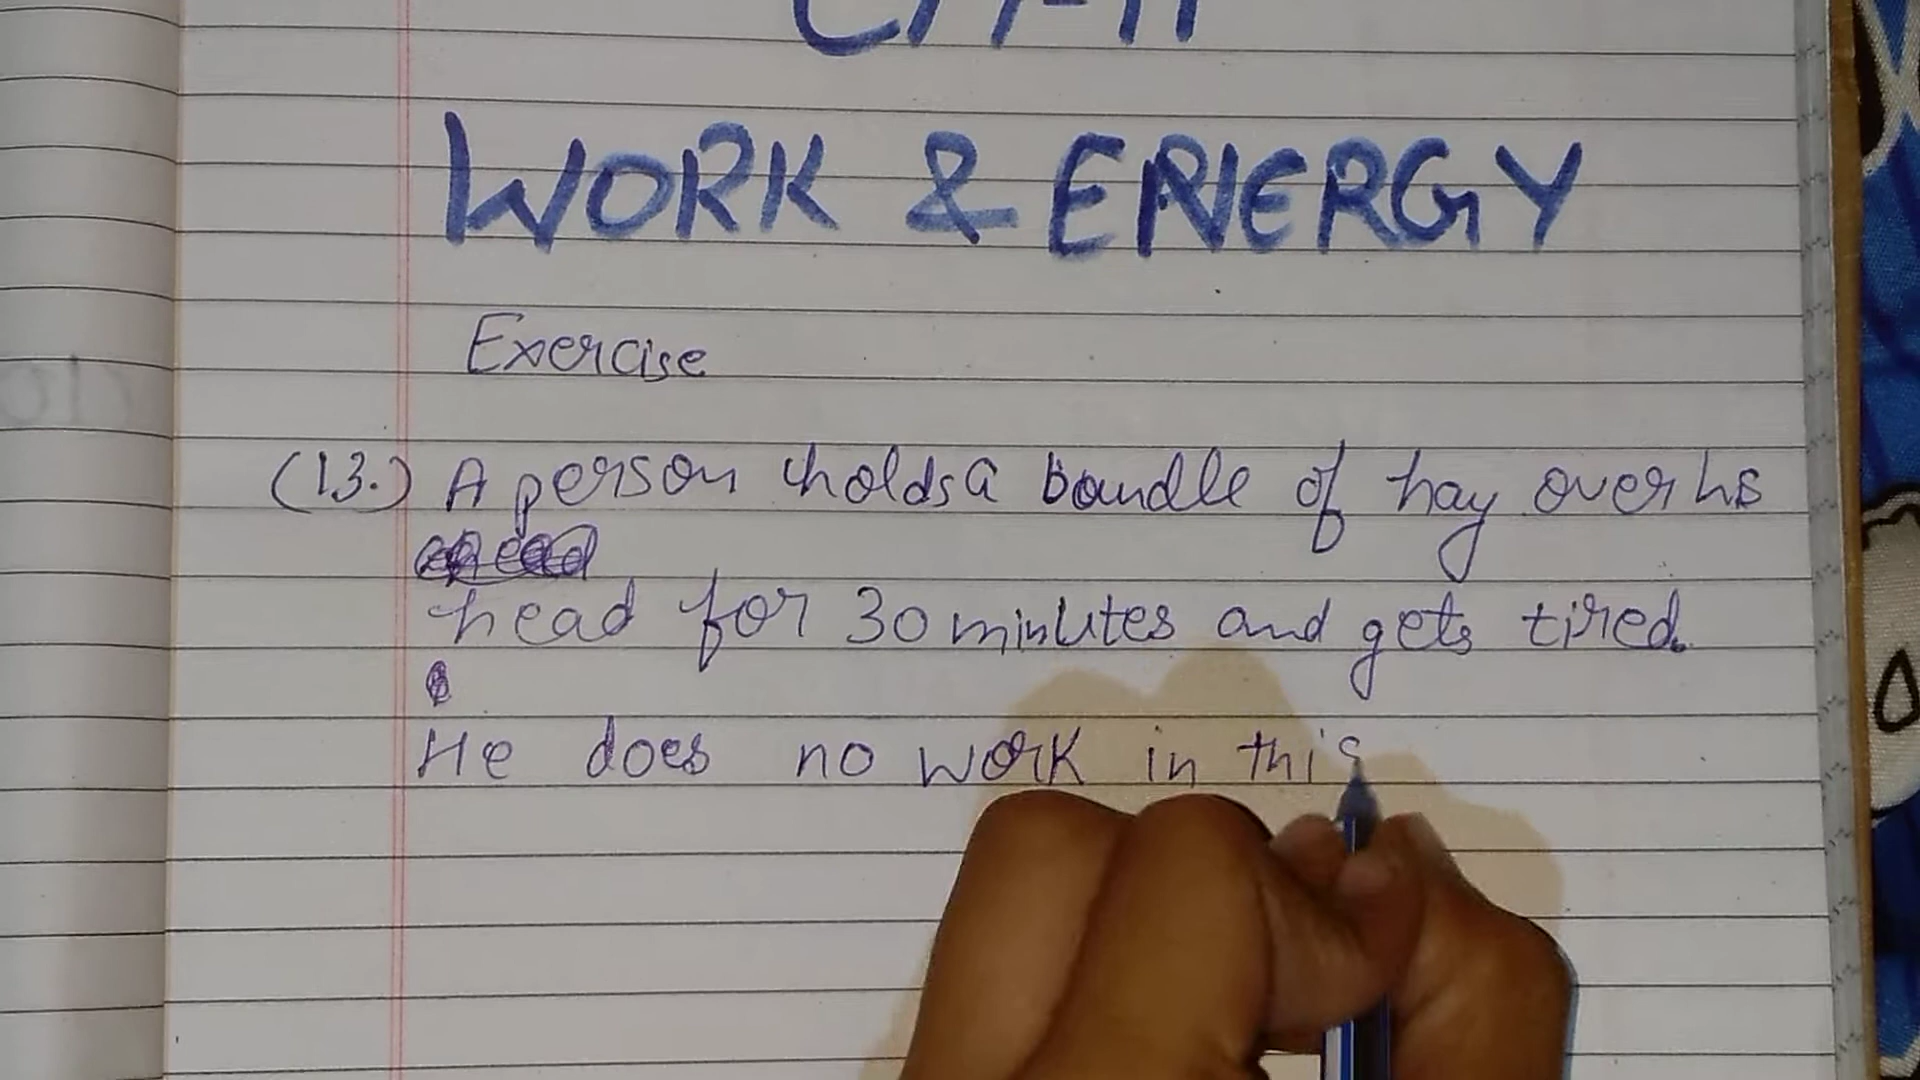 WORK & ENERGY
Exercise
(13.) A person holds a boundle of hay over his
head for 30 minutes and gets tired.
He does no work in this